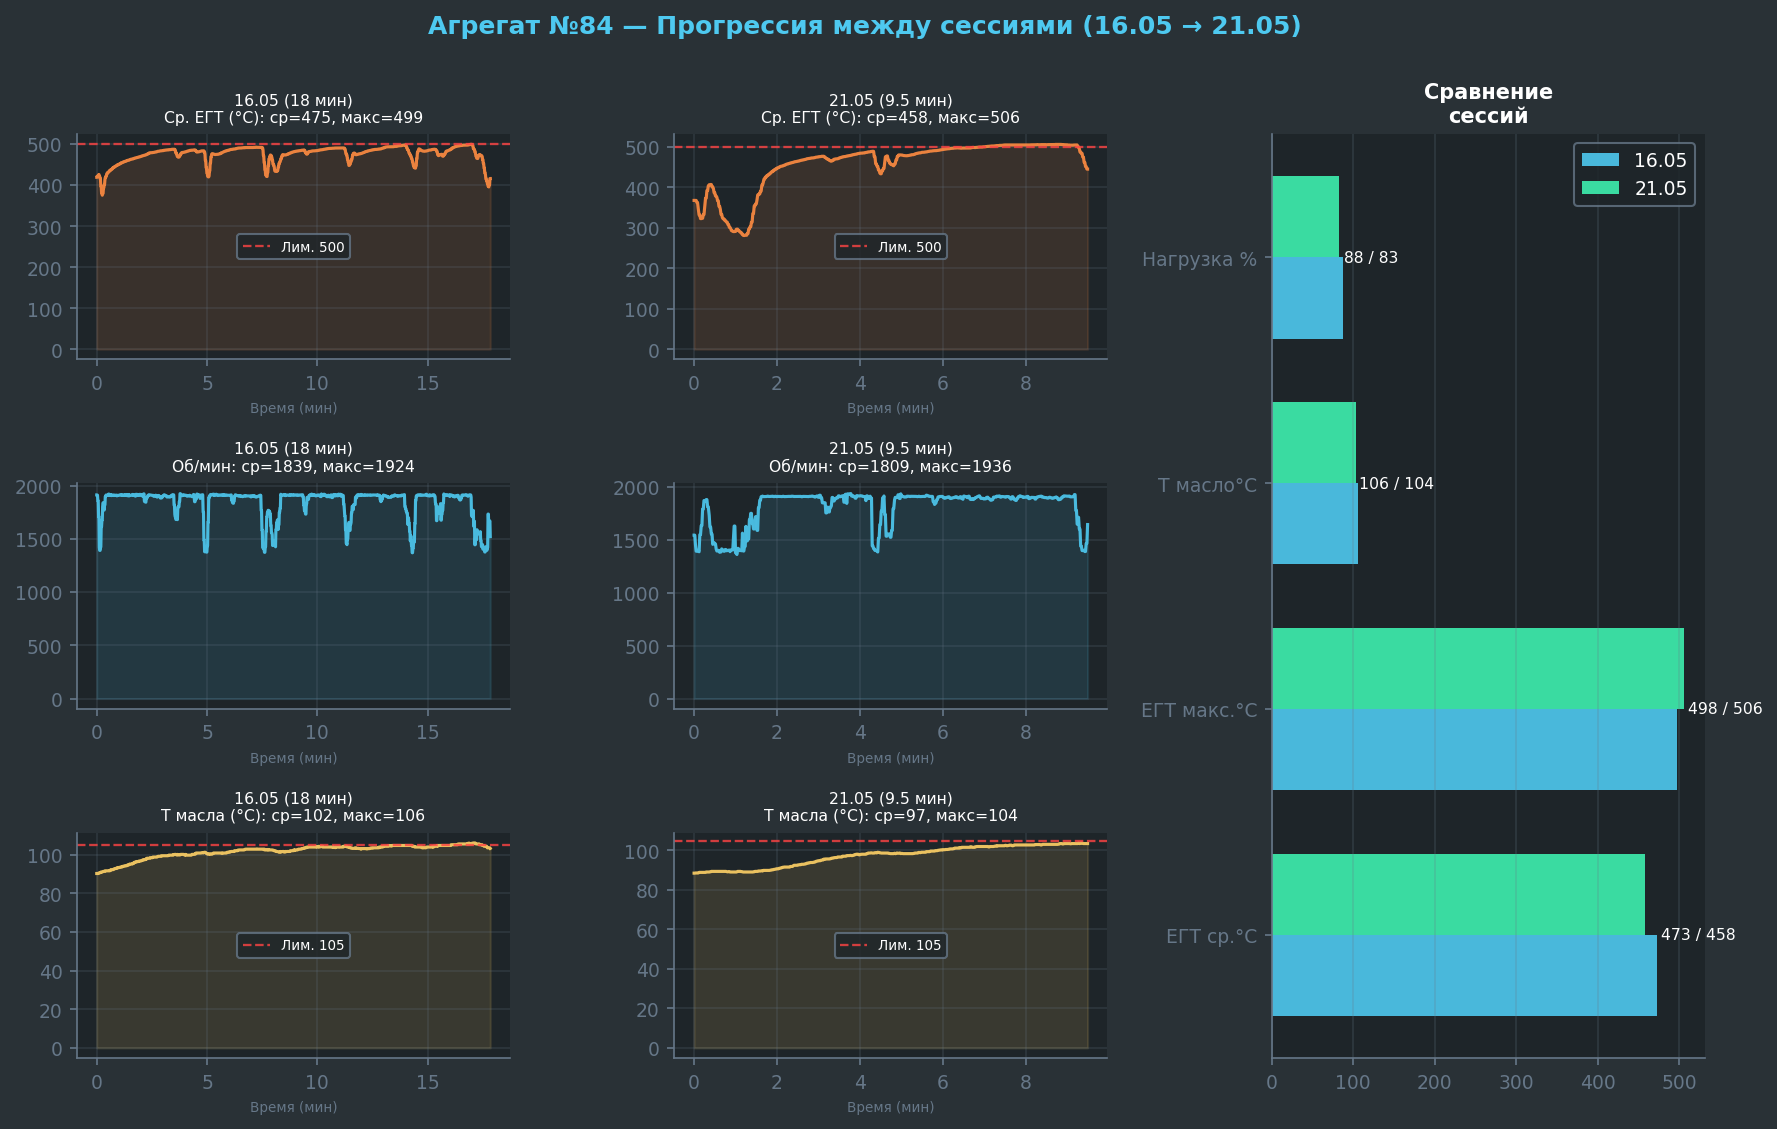 Агрегат №84 — Прогрессия между сессиями (16.05 → 21.05)
16.05 (18 мин)
Ср. ЕГТ (°C): ср=475, макс=499
500
400
300
200
100
0
Лим. 500
0 5 10 15
Время (мин)
21.05 (9.5 мин)
Ср. ЕГТ (°C): ср=458, макс=506
500
400
300
200
100
0
Лим. 500
0 2 4 6 8
Время (мин)
16.05 (18 мин)
Об/мин: ср=1839, макс=1924
2000
1500
1000
500
0
0 5 10 15
Время (мин)
21.05 (9.5 мин)
Об/мин: ср=1809, макс=1936
2000
1500
1000
500
0
0 2 4 6 8
Время (мин)
16.05 (18 мин)
Т масла (°C): ср=102, макс=106
100
80
60
40
20
0
Лим. 105
0 5 10 15
Время (мин)
21.05 (9.5 мин)
Т масла (°C): ср=97, макс=104
100
80
60
40
20
0
Лим. 105
0 2 4 6 8
Время (мин)
Сравнение
сессий
16.05
21.05
Нагрузка %
88 / 83
Т масло°C
106 / 104
ЕГТ макс.°C
498 / 506
ЕГТ ср.°C
473 / 458
0 100 200 300 400 500